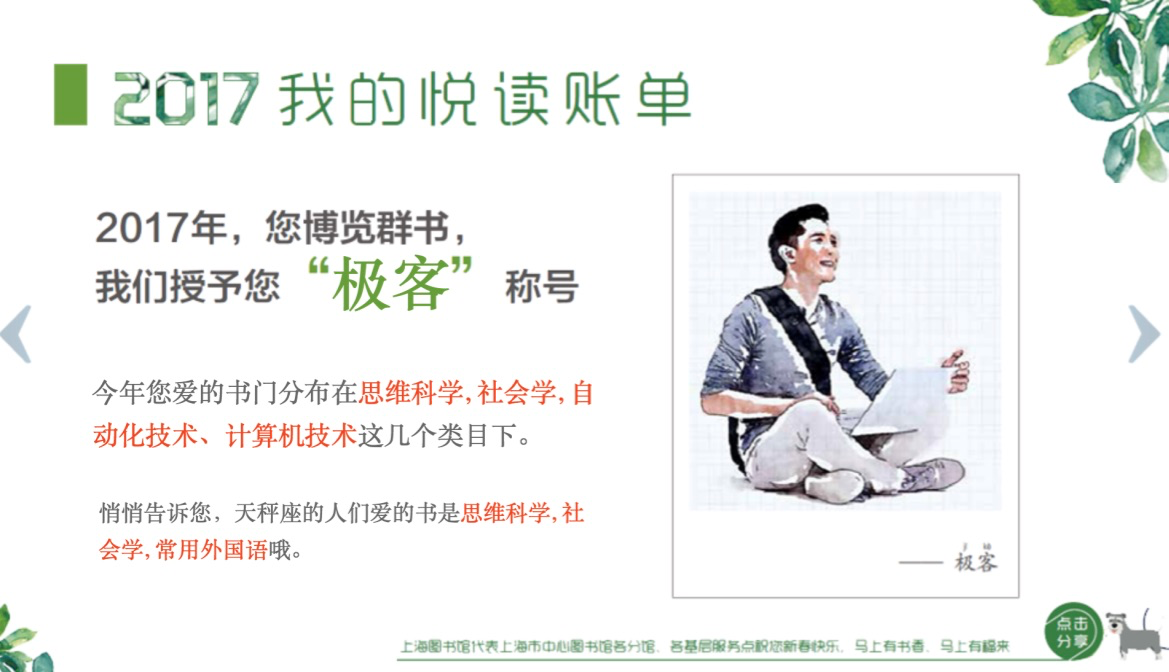 2017 我的悦读账单
2017年，您博览群书，
我们授予您 “极客” 称号
今年您爱的书门分布在思维科学, 社会学, 自
动化技术、计算机技术这几个类目下。
悄悄告诉您，天秤座的人们爱的书是思维科学, 社
会学, 常用外国语哦。
—— 极客
上海图书馆代表上海市中心图书馆各分馆、各基层服务点祝您新春快乐，马上有书香、马上有福来
点击
分享